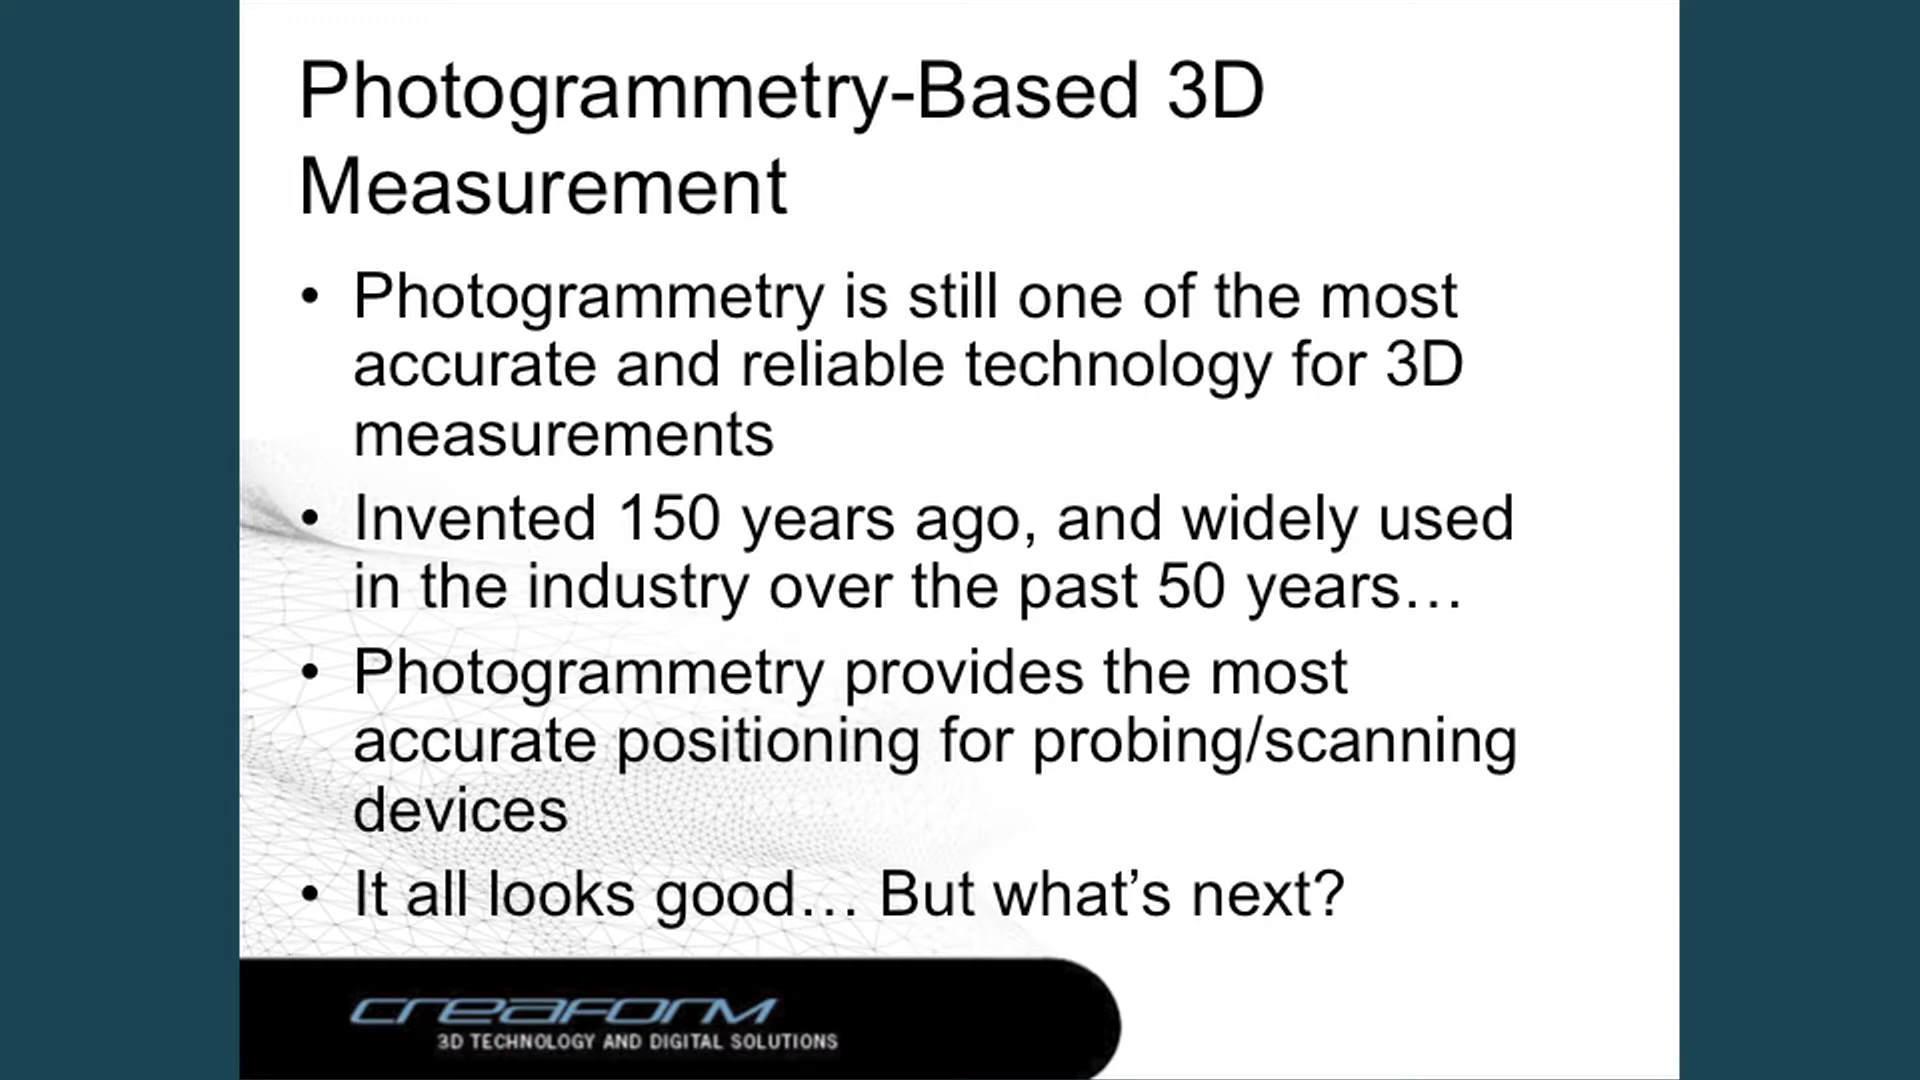 Photogrammetry-Based 3D
Measurement
• Photogrammetry is still one of the most
accurate and reliable technology for 3D
measurements
• Invented 150 years ago, and widely used
in the industry over the past 50 years…
• Photogrammetry provides the most
accurate positioning for probing/scanning
devices
• It all looks good… But what’s next?
creaform
3D TECHNOLOGY AND DIGITAL SOLUTIONS